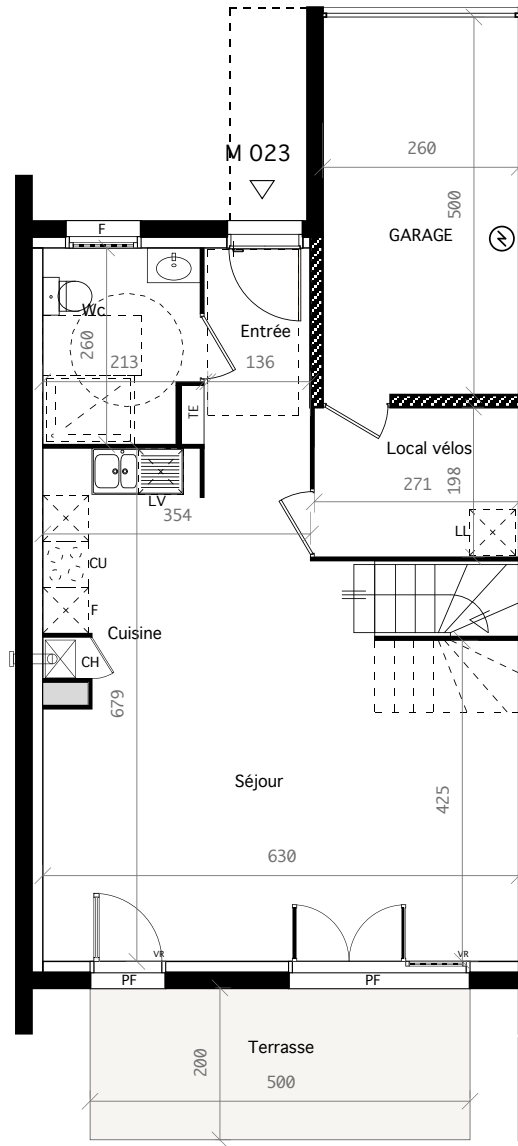 M 023
260
500
GARAGE
F
Wc
Entrée
260
213
136
TE
Local vélos
271
198
LV
354
LL
CU
F
Cuisine
CH
679
Séjour
425
630
VR
VR
PF
PF
Terrasse
200
500